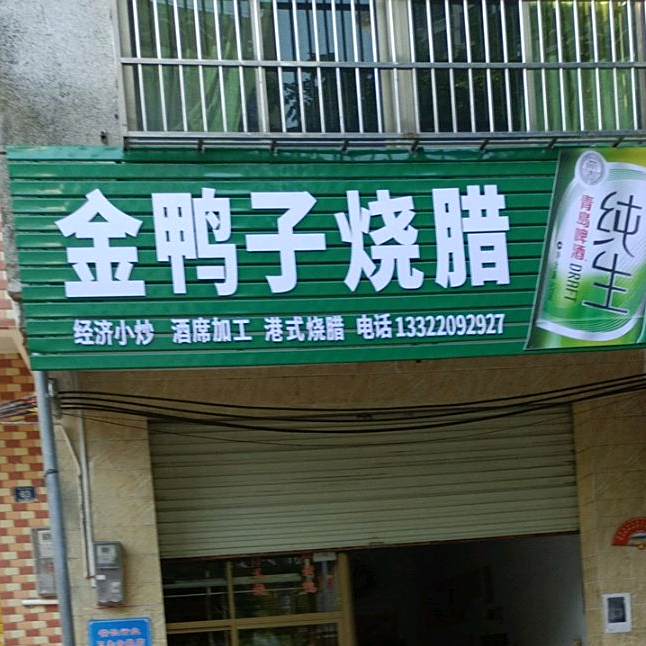 金鸭子烧腊
经济小炒 酒席加工 港式烧腊 电话13322092927
青岛啤酒 DRAFT
纯生
63